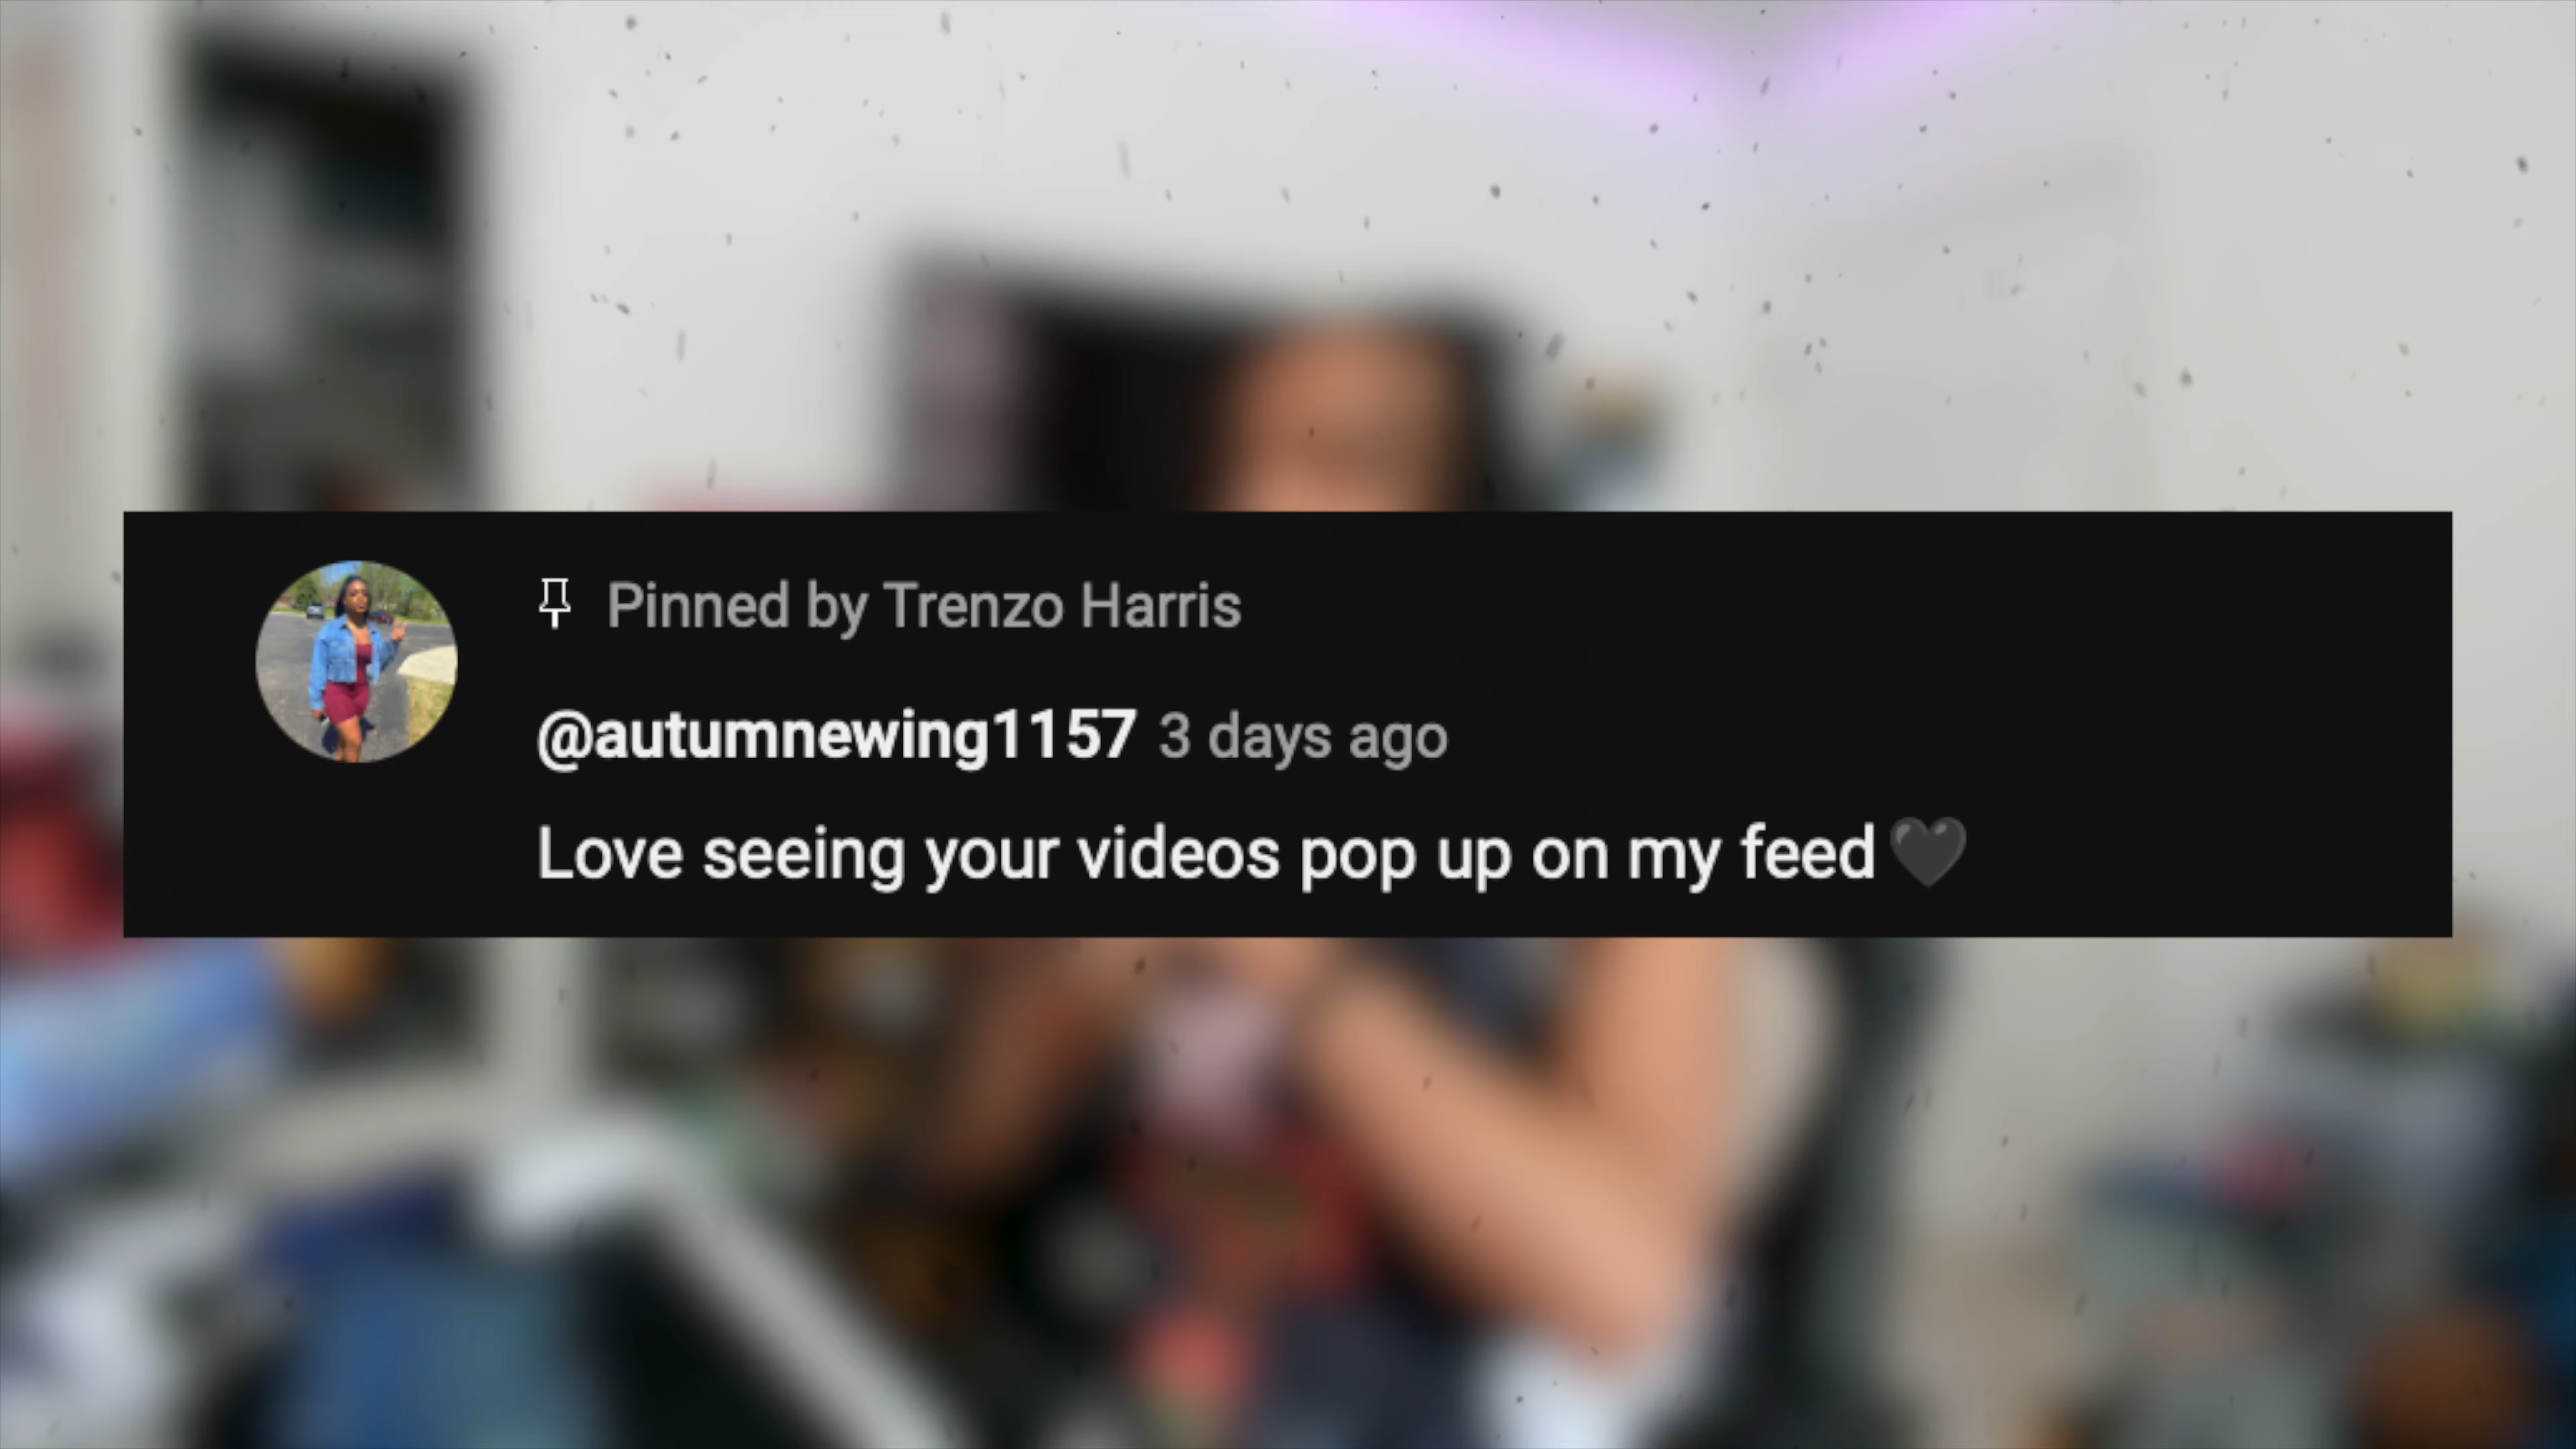 Pinned by Trenzo Harris
@autumnewing1157 3 days ago
Love seeing your videos pop up on my feed🖤